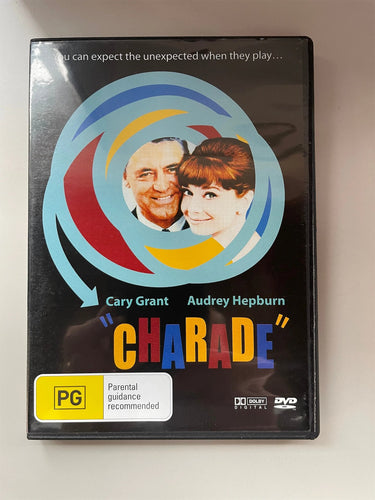 you can expect the unexpected when they play...
Cary Grant Audrey Hepburn
"CHARADE"
PG
Parental
guidance
recommended
DOLBY
DIGITAL
DVD